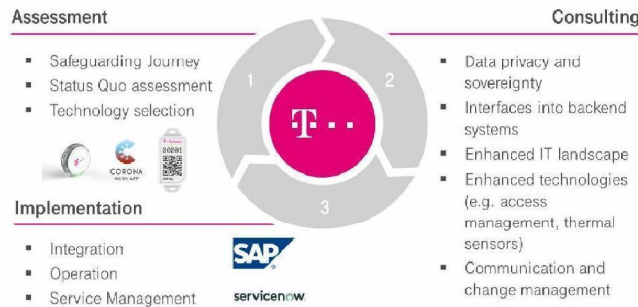 Assessment
Safeguarding Journey
Status Quo assessment
Technology selection
CORONA
WARN-APP
Consulting
Data privacy and
sovereignty
Interfaces into backend
systems
Enhanced IT landscape
Enhanced technologies
(e.g. access
management, thermal
sensors)
Communication and
change management
1
2
T
3
Implementation
Integration
Operation
Service Management
SAP
servicenow